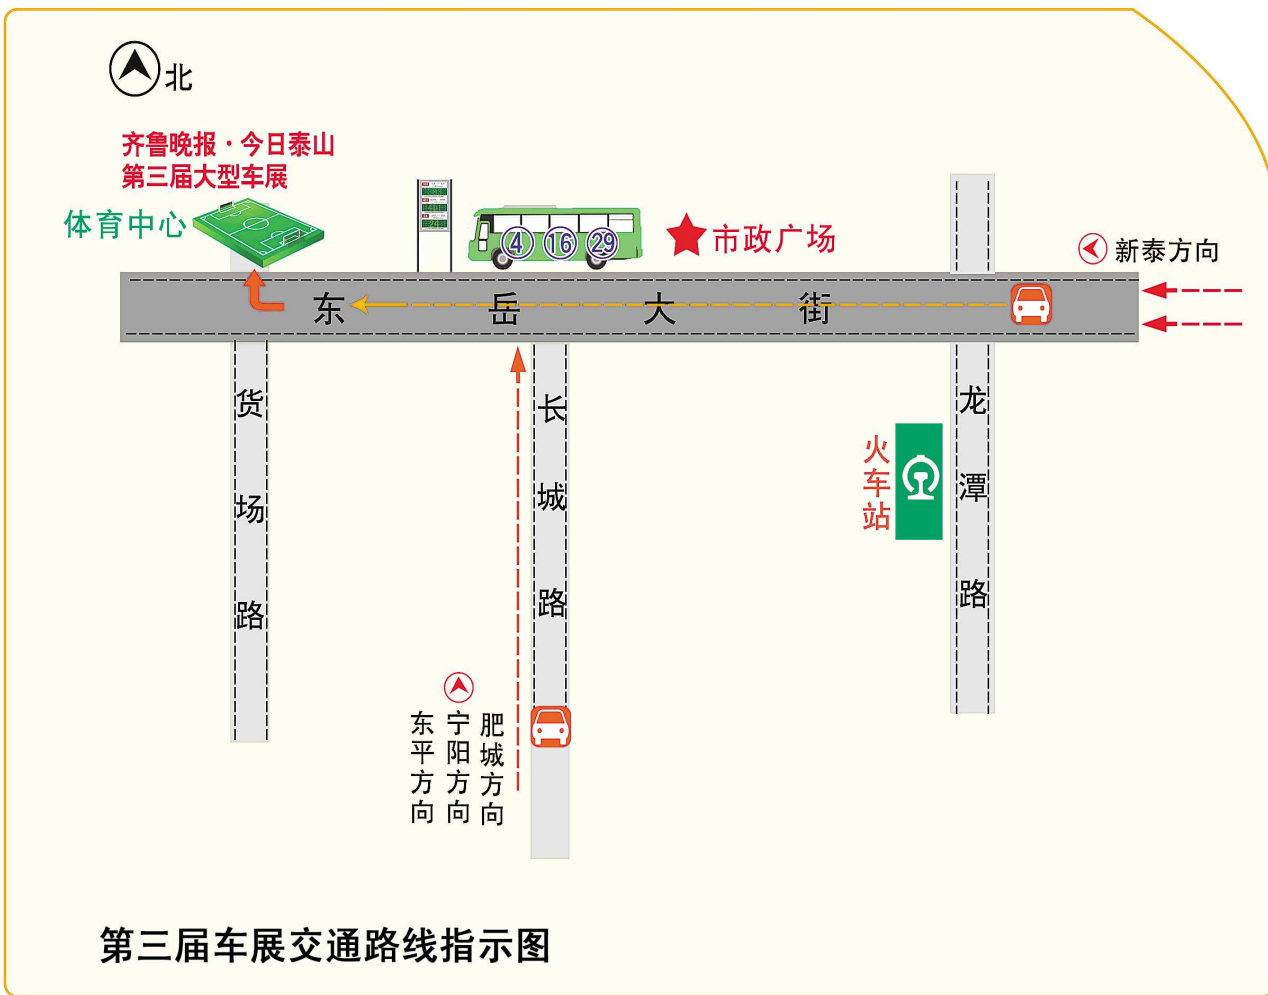 北
齐鲁晚报·今日泰山
第三届大型车展
体育中心
4 16 29
市政广场
新泰方向
东岳大街
货场路
长城路
龙潭路
火车站
东平方向
宁阳方向
肥城方向
第三届车展交通路线指示图